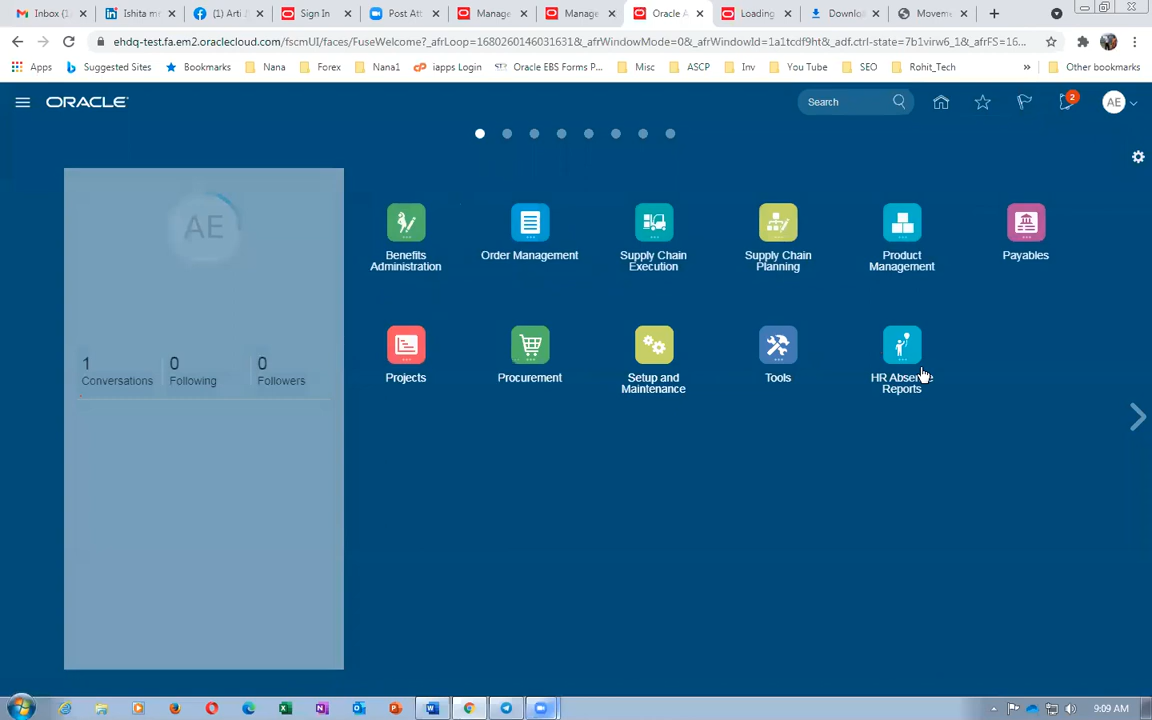 Inbox (1
Ishita mo
(1) Arti J
Sign In
Post Att
Manage
Manage
Oracle A
Loading
Downlo
Moveme
ehdq-test.fa.em2.oraclecloud.com/fscmUI/faces/FuseWelcome?_afrLoop=1680260146031631&_afrWindowMode=0&_afrWindowId=1a1tcdf9ht&_adf.ctrl-state=7b1virw6_1&_afrFS=16...
Apps
Suggested Sites
Bookmarks
Nana
Forex
Nana1
iapps Login
Oracle EBS Forms P...
Misc
ASCP
Inv
You Tube
SEO
Rohit_Tech
»
Other bookmarks
ORACLE
Search
2
AE
AE
1
Conversations
0
Following
0
Followers
Benefits
Administration
Order Management
Supply Chain
Execution
Supply Chain
Planning
Product
Management
Payables
Projects
Procurement
Setup and
Maintenance
Tools
HR Absence
Reports
9:09 AM